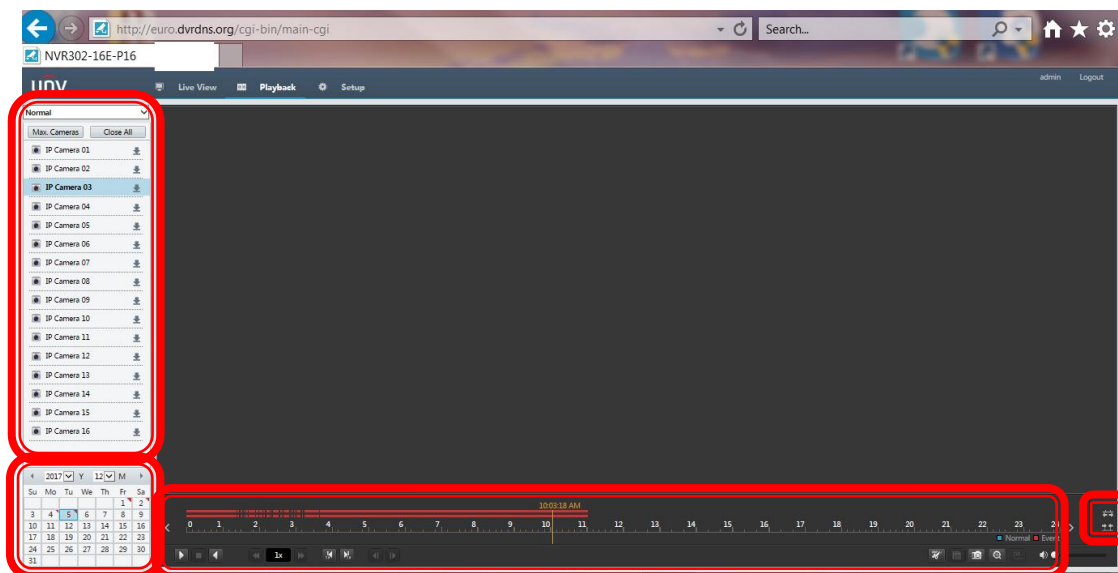 http://euro.dvrdns.org/cgi-bin/main-cgi
Search...
NVR302-16E-P16
unv
Live View Playback Setup
admin Logout
Normal
Max. Cameras Close All
IP Camera 01
IP Camera 02
IP Camera 03
IP Camera 04
IP Camera 05
IP Camera 06
IP Camera 07
IP Camera 08
IP Camera 09
IP Camera 10
IP Camera 11
IP Camera 12
IP Camera 13
IP Camera 14
IP Camera 15
IP Camera 16
2017 Y 12 M
Su Mo Tu We Th Fr Sa
1 2
3 4 5 6 7 8 9
10 11 12 13 14 15 16
17 18 19 20 21 22 23
24 25 26 27 28 29 30
31
10:03:18 AM
0 1 2 3 4 5 6 7 8 9 10 11 12 13 14 15 16 17 18 19 20 21 22 23 24
Normal Event
1x